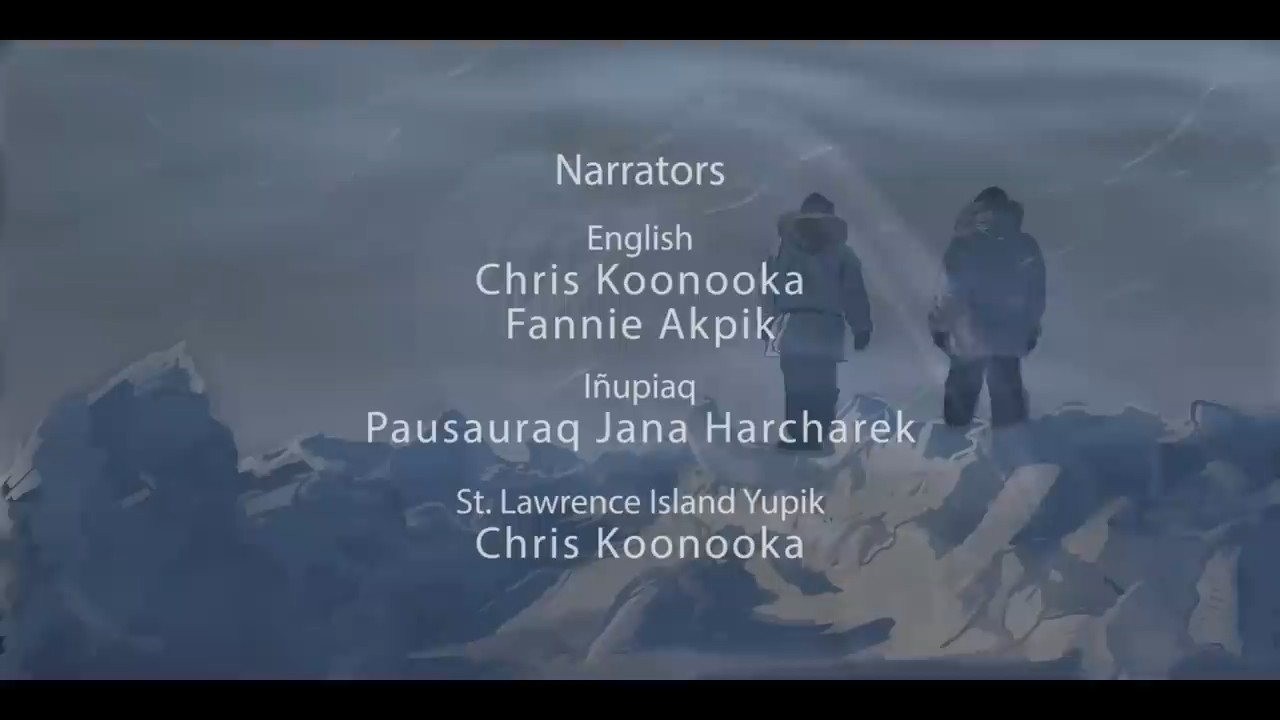 Narrators
English
Chris Koonooka
Fannie Akpik
Iñupiaq
Pausauraq Jana Harcharek
St. Lawrence Island Yupik
Chris Koonooka